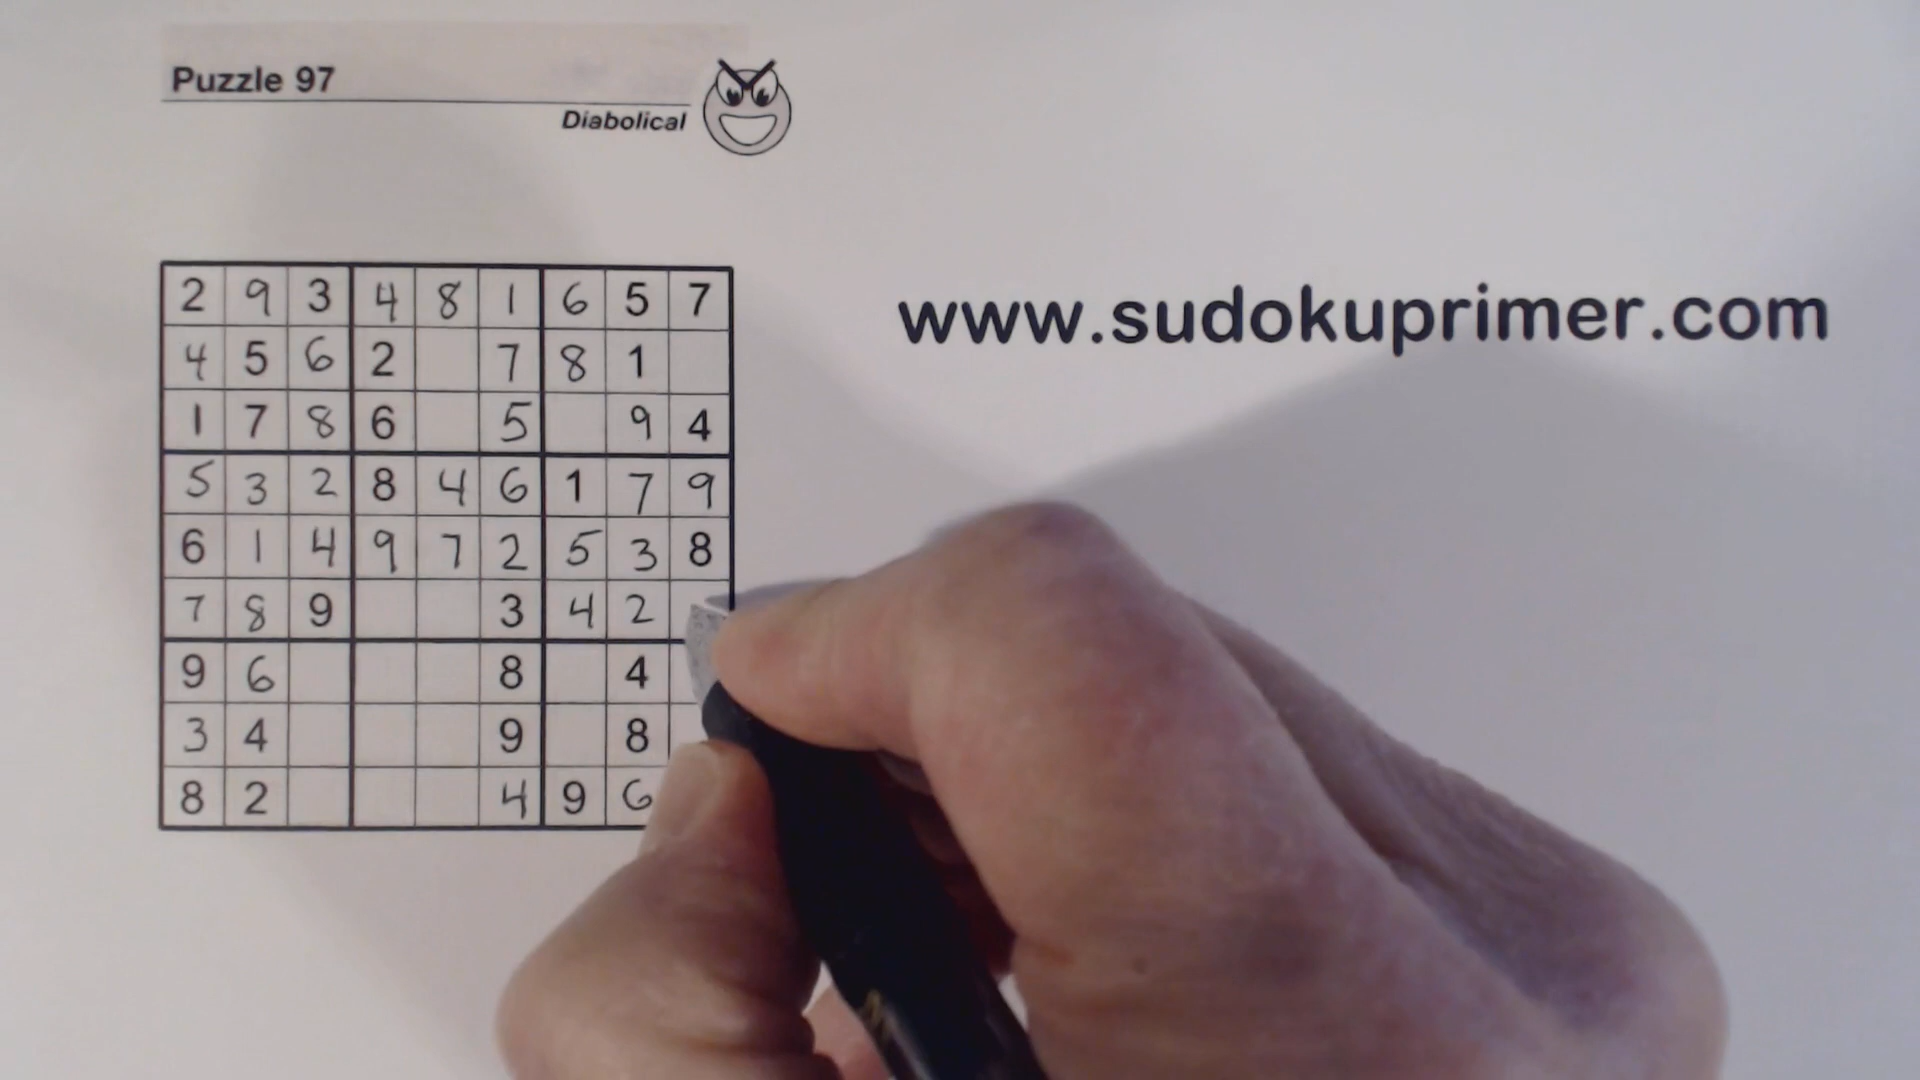 Puzzle 97
Diabolical
www.sudokuprimer.com
2 9 3 4 8 1 6 5 7
4 5 6 2 7 8 1
1 7 8 6 5 9 4
5 3 2 8 4 6 1 7 9
6 1 4 9 7 2 5 3 8
7 8 9 3 4 2
9 6 8 4
3 4 9 8
8 2 4 9 6